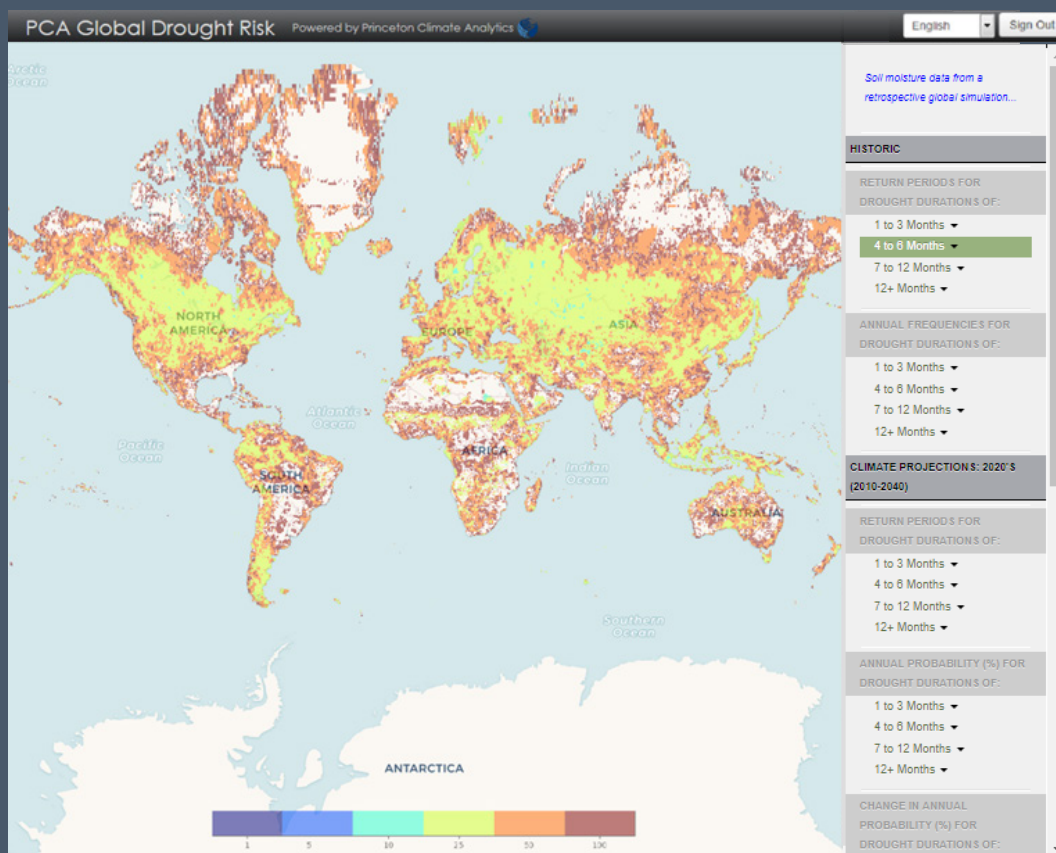 PCA Global Drought Risk Powered by Princeton Climate Analytics
English
Sign Out
Arctic
Ocean
NORTH
AMERICA
EUROPE
ASIA
Atlantic
Ocean
Pacific
Ocean
AFRICA
Indian
Ocean
SOUTH
AMERICA
AUSTRALIA
Southern
Ocean
ANTARCTICA
1 5 10 25 50 100
Soil moisture data from a
retrospective global simulation...
HISTORIC
RETURN PERIODS FOR
DROUGHT DURATIONS OF:
1 to 3 Months
4 to 6 Months
7 to 12 Months
12+ Months
ANNUAL FREQUENCIES FOR
DROUGHT DURATIONS OF:
1 to 3 Months
4 to 6 Months
7 to 12 Months
12+ Months
CLIMATE PROJECTIONS: 2020'S
(2010-2040)
RETURN PERIODS FOR
DROUGHT DURATIONS OF:
1 to 3 Months
4 to 6 Months
7 to 12 Months
12+ Months
ANNUAL PROBABILITY (%) FOR
DROUGHT DURATIONS OF:
1 to 3 Months
4 to 6 Months
7 to 12 Months
12+ Months
CHANGE IN ANNUAL
PROBABILITY (%) FOR
DROUGHT DURATIONS OF: